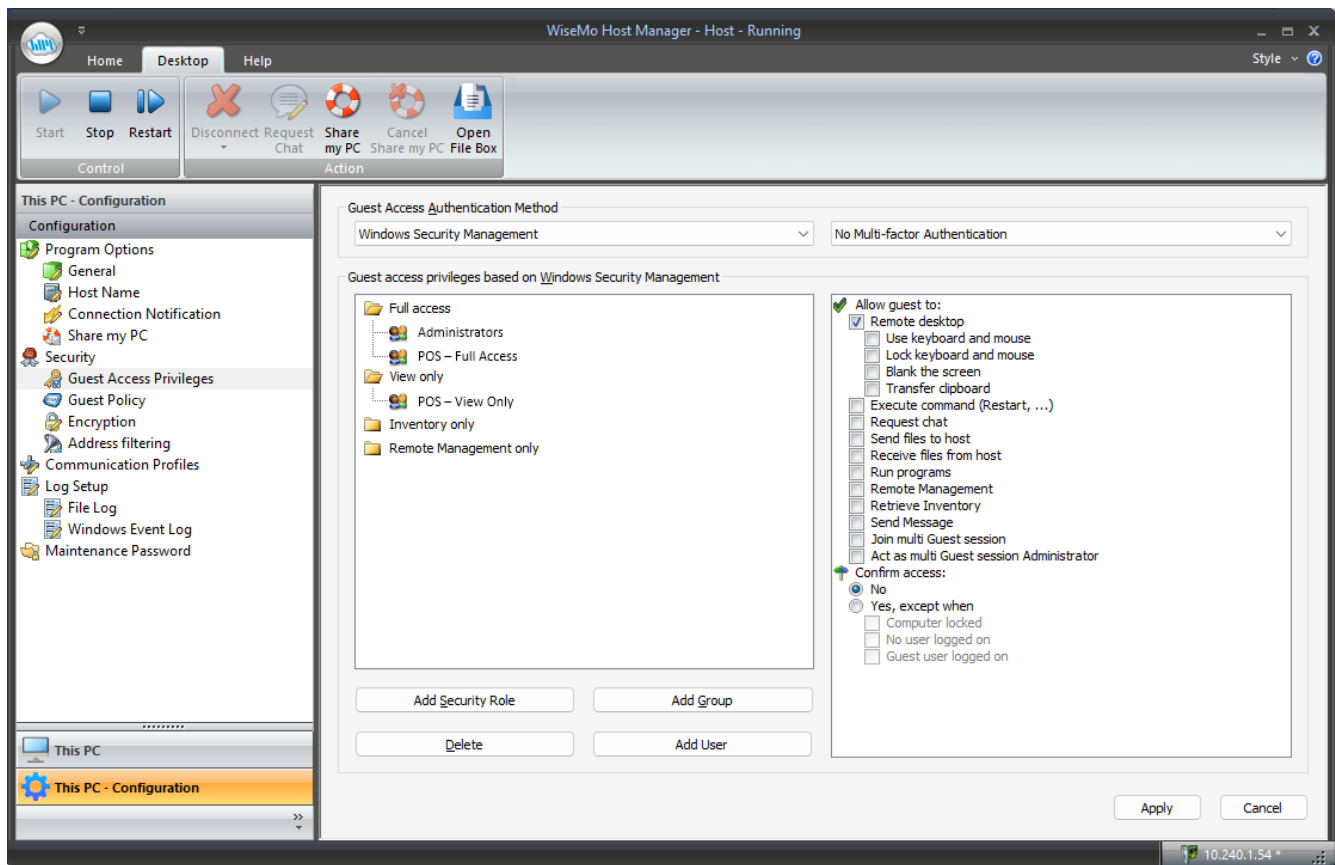 WiseMo Host Manager - Host - Running
Home
Desktop
Help
Style
Start
Stop
Restart
Disconnect
Request
Chat
Share
my PC
Cancel
Share my PC
Open
File Box
Control
Action
This PC - Configuration
Configuration
Program Options
General
Host Name
Connection Notification
Share my PC
Security
Guest Access Privileges
Guest Policy
Encryption
Address filtering
Communication Profiles
Log Setup
File Log
Windows Event Log
Maintenance Password
This PC
This PC - Configuration
Guest Access Authentication Method
Windows Security Management
No Multi-factor Authentication
Guest access privileges based on Windows Security Management
Full access
Administrators
POS – Full Access
View only
POS – View Only
Inventory only
Remote Management only
Add Security Role
Add Group
Delete
Add User
Allow guest to:
Remote desktop
Use keyboard and mouse
Lock keyboard and mouse
Blank the screen
Transfer clipboard
Execute command (Restart, ...)
Request chat
Send files to host
Receive files from host
Run programs
Remote Management
Retrieve Inventory
Send Message
Join multi Guest session
Act as multi Guest session Administrator
Confirm access:
No
Yes, except when
Computer locked
No user logged on
Guest user logged on
Apply
Cancel
10.240.1.54 *